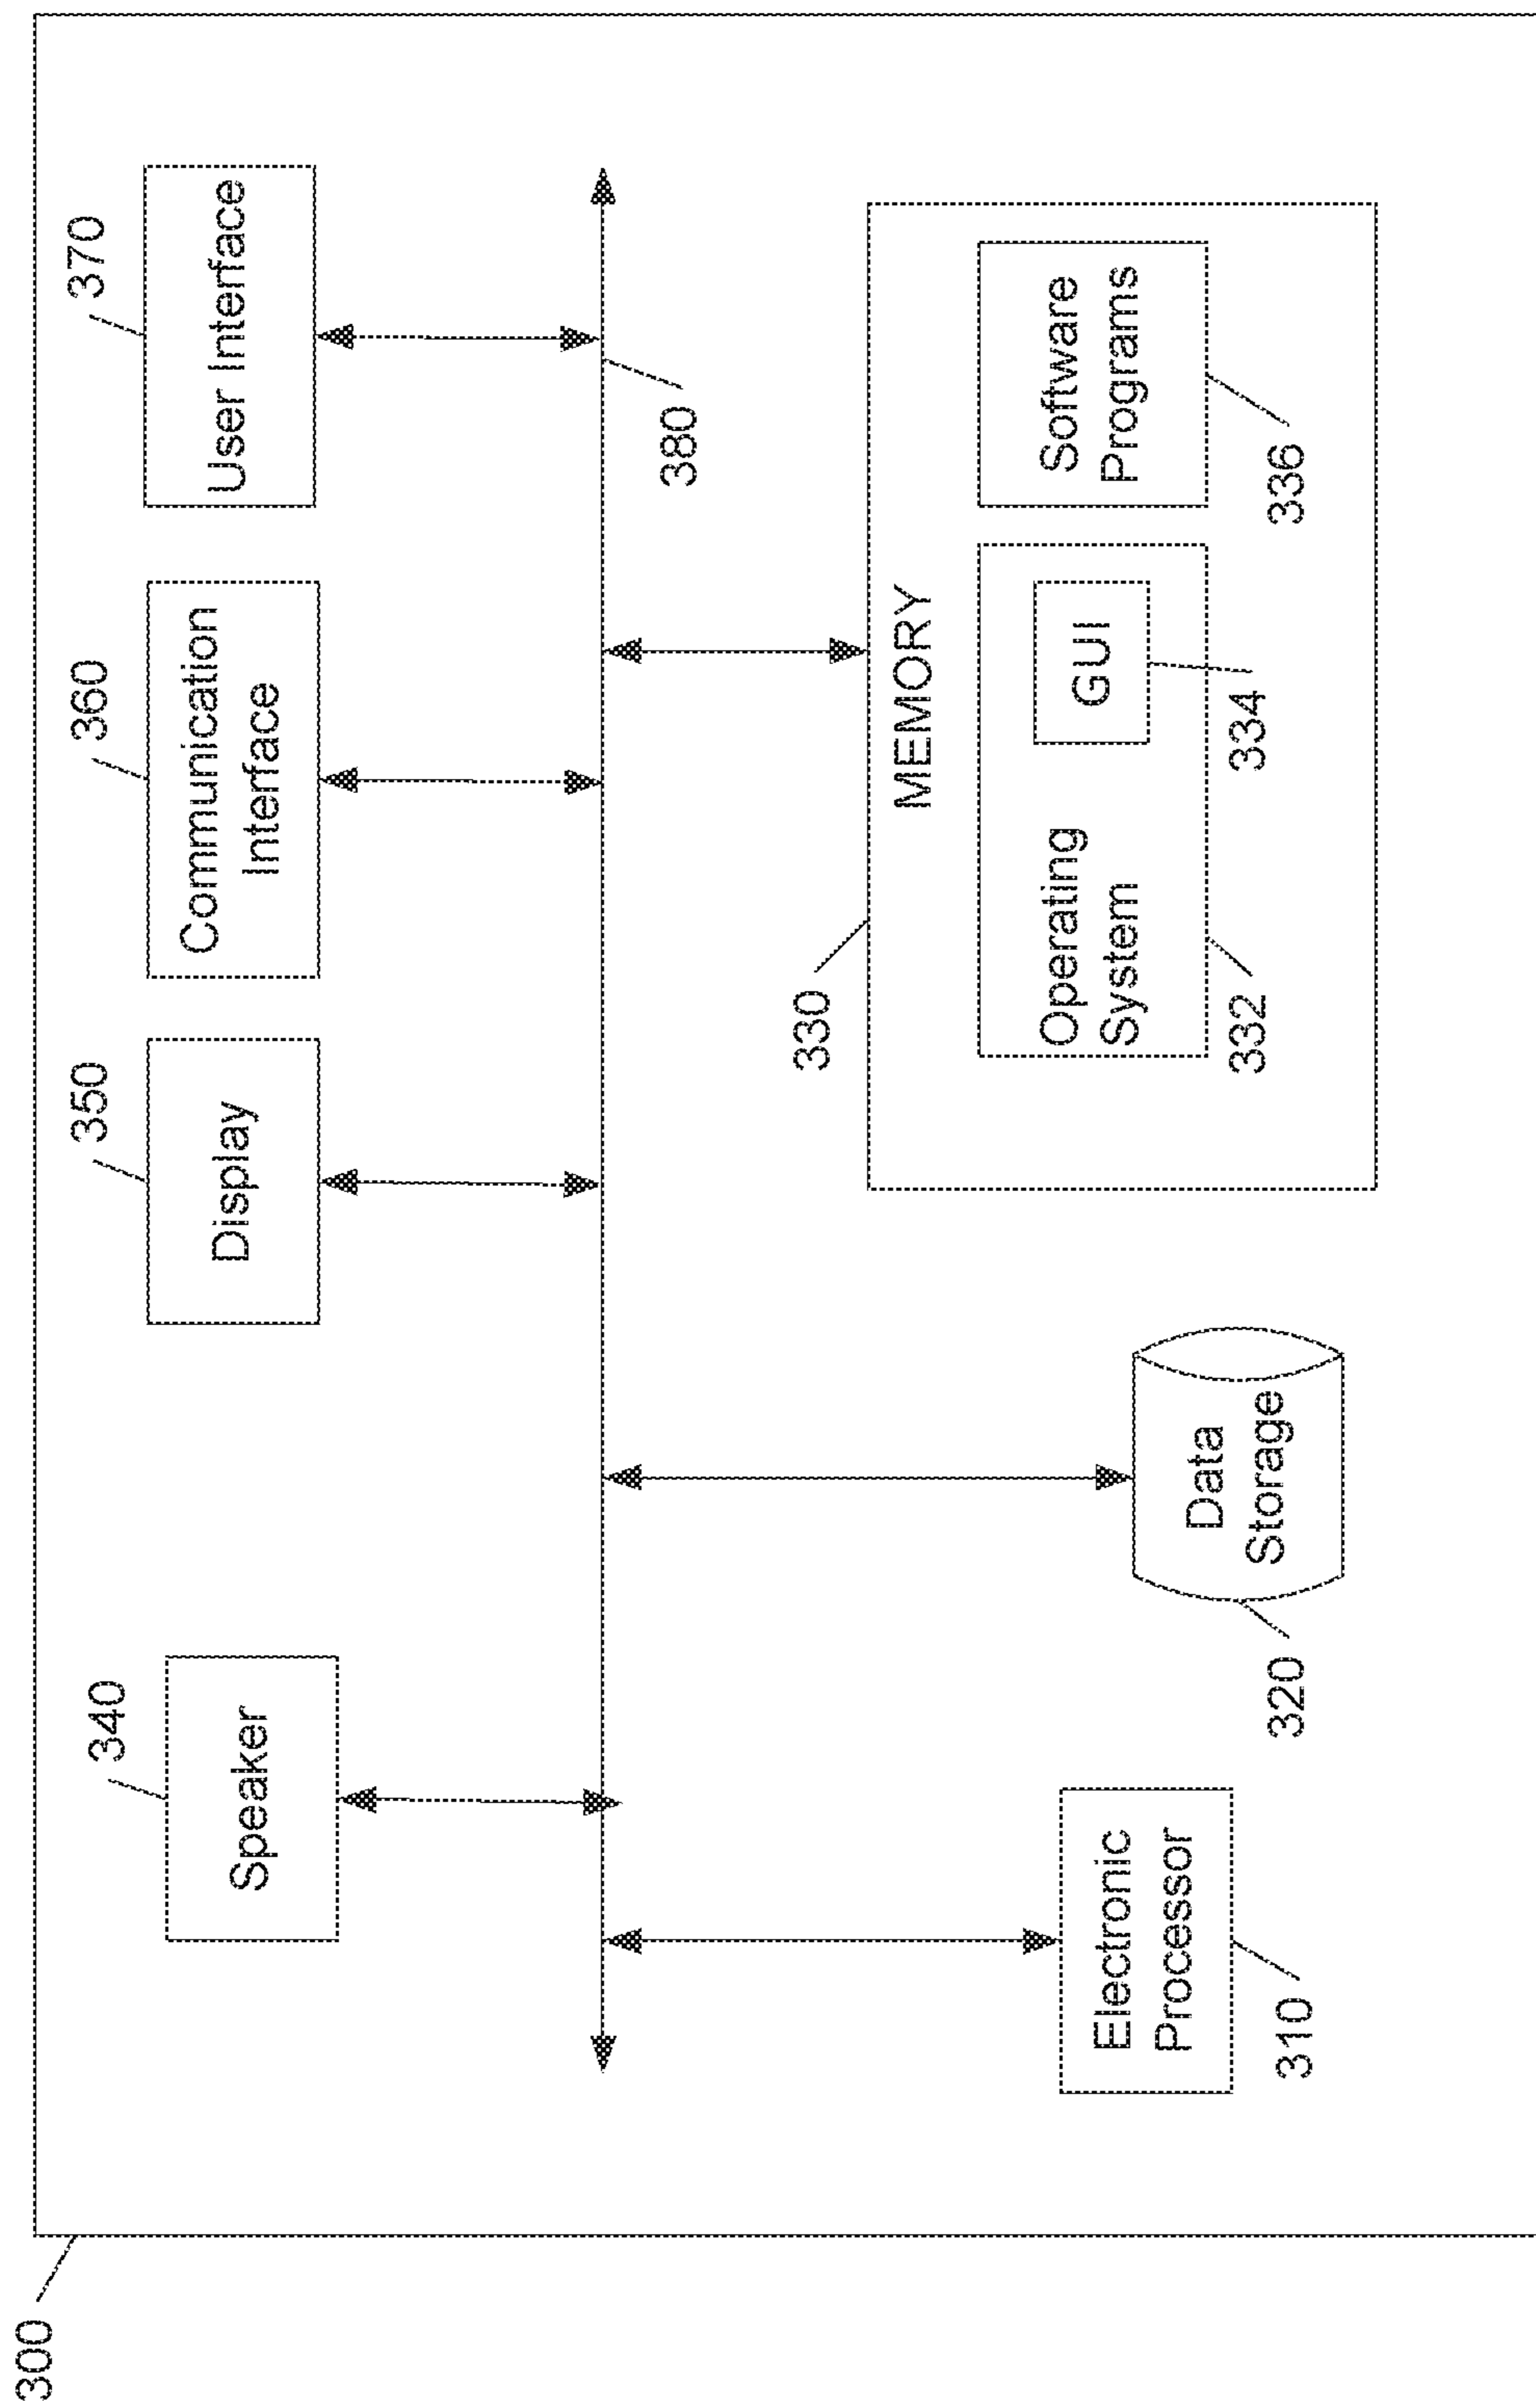 300
340
Speaker
350
Display
360
Communication
Interface
370
User Interface
380
310
Electronic
Processor
320
Data
Storage
330
MEMORY
Operating
System
332
GUI
334
Software
Programs
336